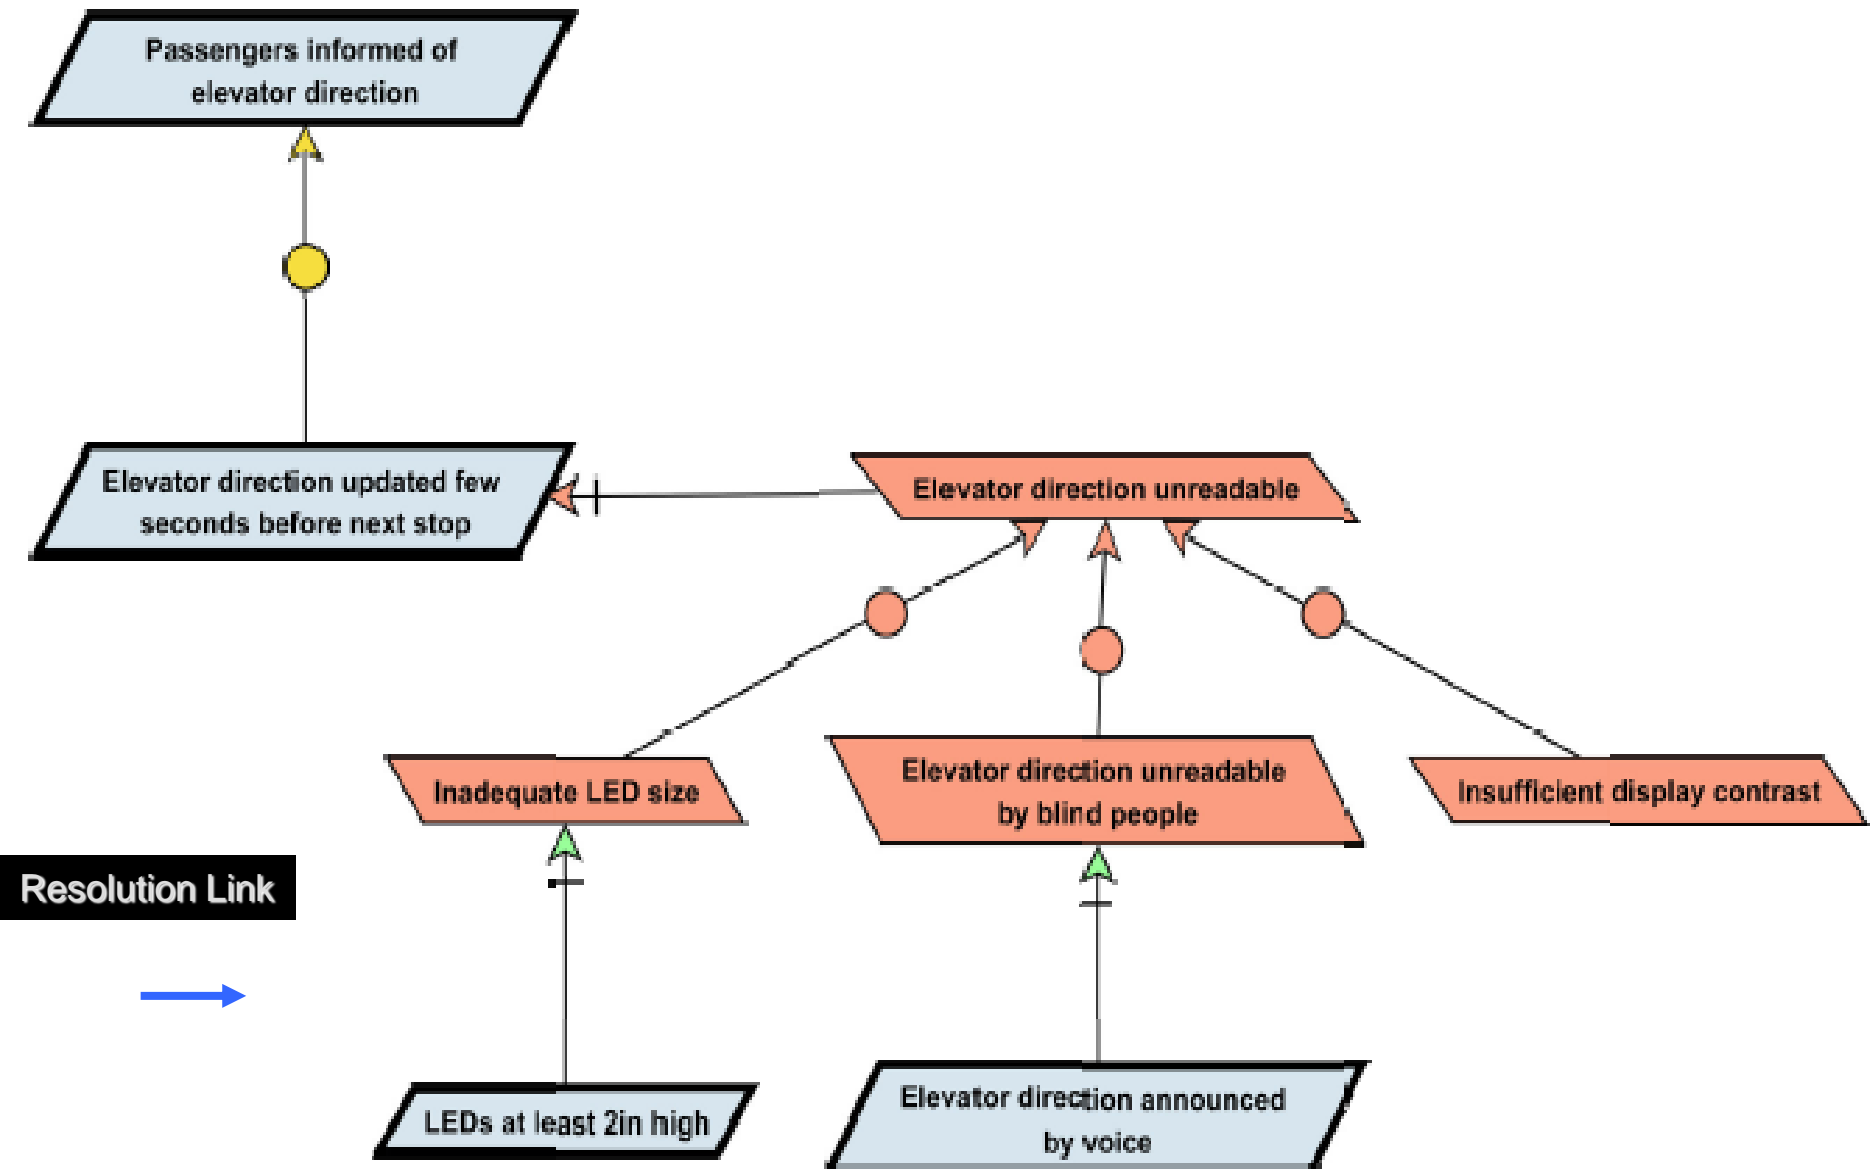 Passengers informed of
elevator direction
Elevator direction updated few
seconds before next stop
Elevator direction unreadable
Inadequate LED size
Elevator direction unreadable
by blind people
Insufficient display contrast
Resolution Link
LEDs at least 2in high
Elevator direction announced
by voice